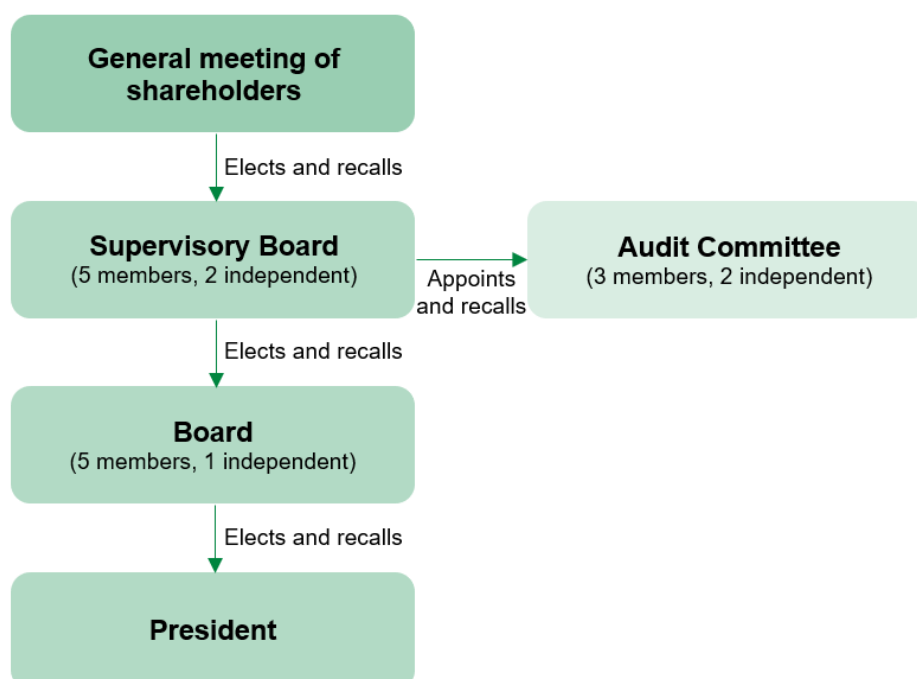 General meeting of
shareholders
Elects and recalls
Supervisory Board
(5 members, 2 independent)
Appoints
and recalls
Audit Committee
(3 members, 2 independent)
Elects and recalls
Board
(5 members, 1 independent)
Elects and recalls
President